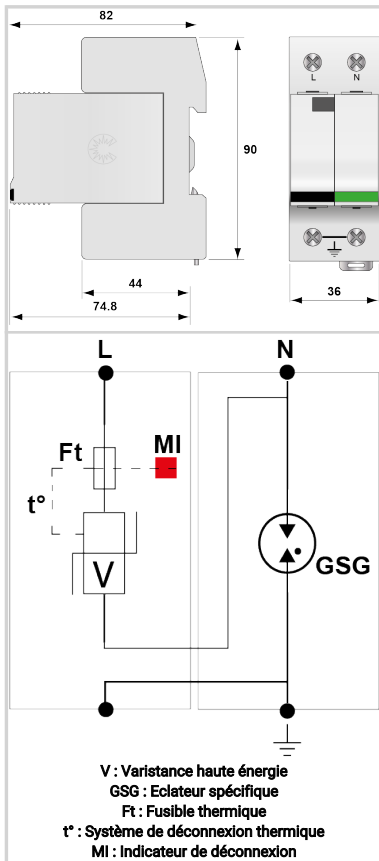 82
L N
90
44
74.8
36
L N
Ft
MI
t°
V
GSG
V : Varistance haute énergie
GSG : Eclateur spécifique
Ft : Fusible thermique
t° : Système de déconnexion thermique
MI : Indicateur de déconnexion